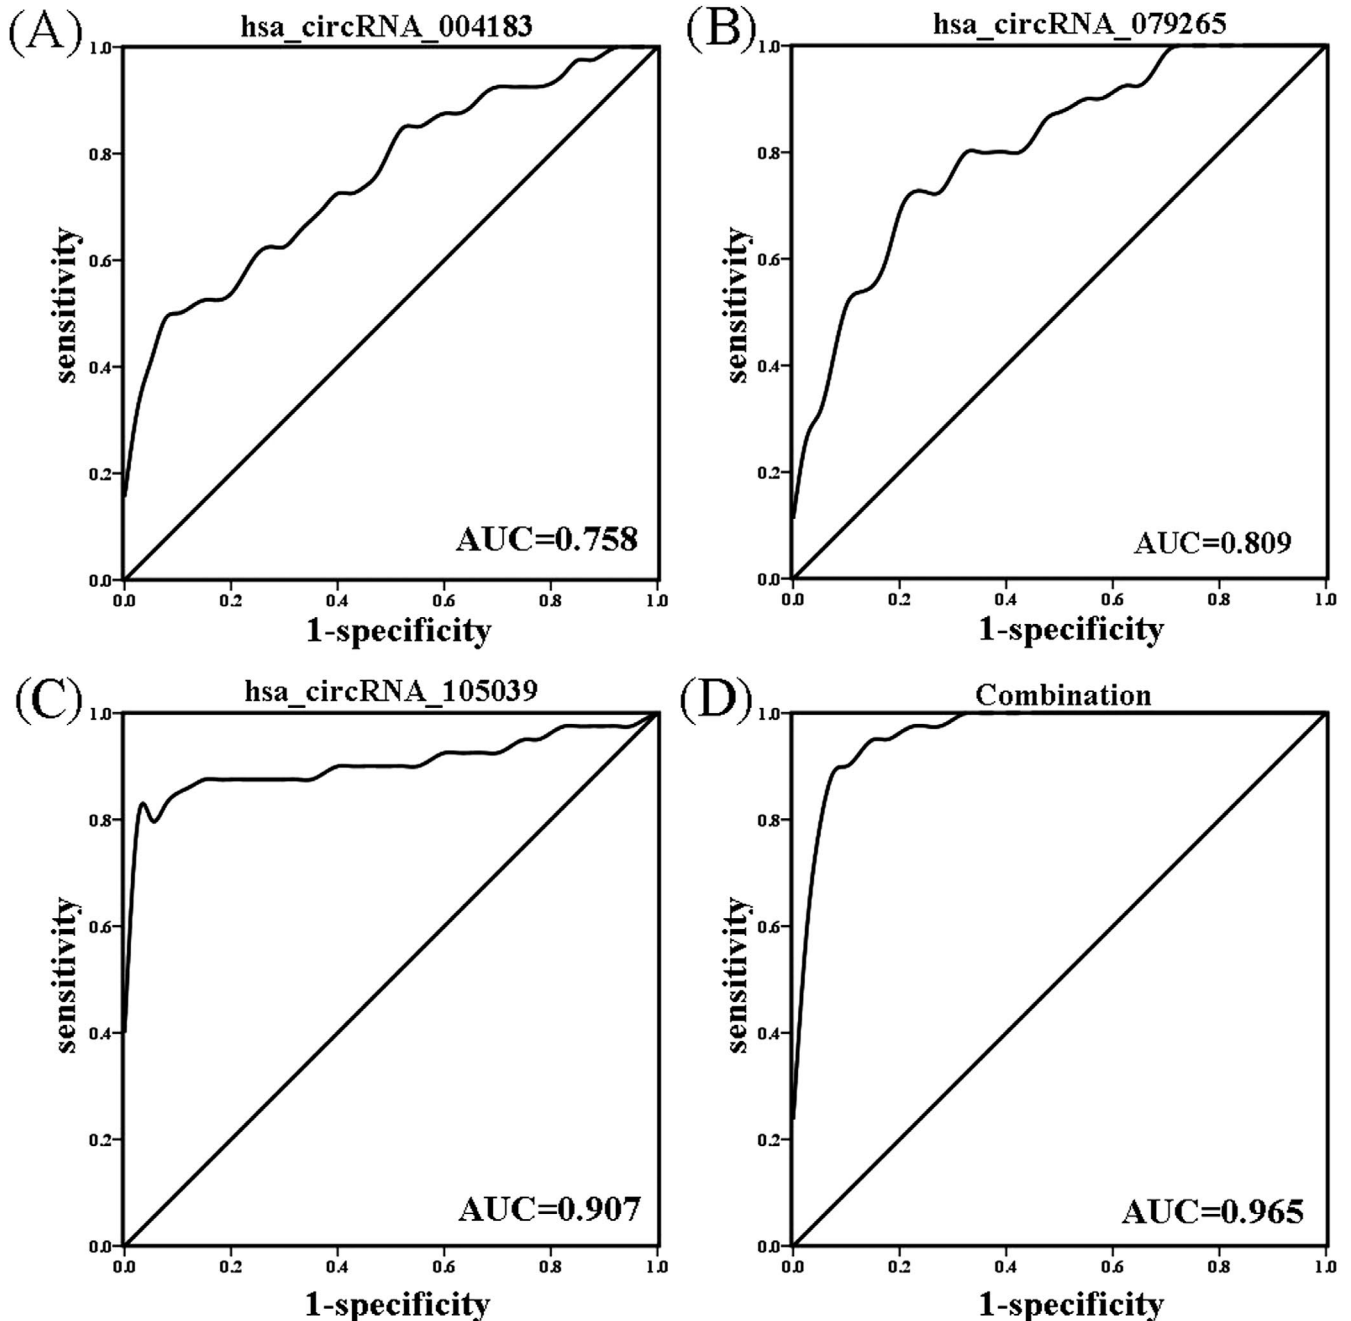 (A)
hsa_circRNA_004183
1.0
0.8
0.6
0.4
0.2
0.0
sensitivity
AUC=0.758
0.0 0.2 0.4 0.6 0.8 1.0
1-specificity
(B)
hsa_circRNA_079265
1.0
0.8
0.6
0.4
0.2
0.0
sensitivity
AUC=0.809
0.0 0.2 0.4 0.6 0.8 1.0
1-specificity
(C)
hsa_circRNA_105039
1.0
0.8
0.6
0.4
0.2
0.0
sensitivity
AUC=0.907
0.0 0.2 0.4 0.6 0.8 1.0
1-specificity
(D)
Combination
1.0
0.8
0.6
0.4
0.2
0.0
sensitivity
AUC=0.965
0.0 0.2 0.4 0.6 0.8 1.0
1-specificity